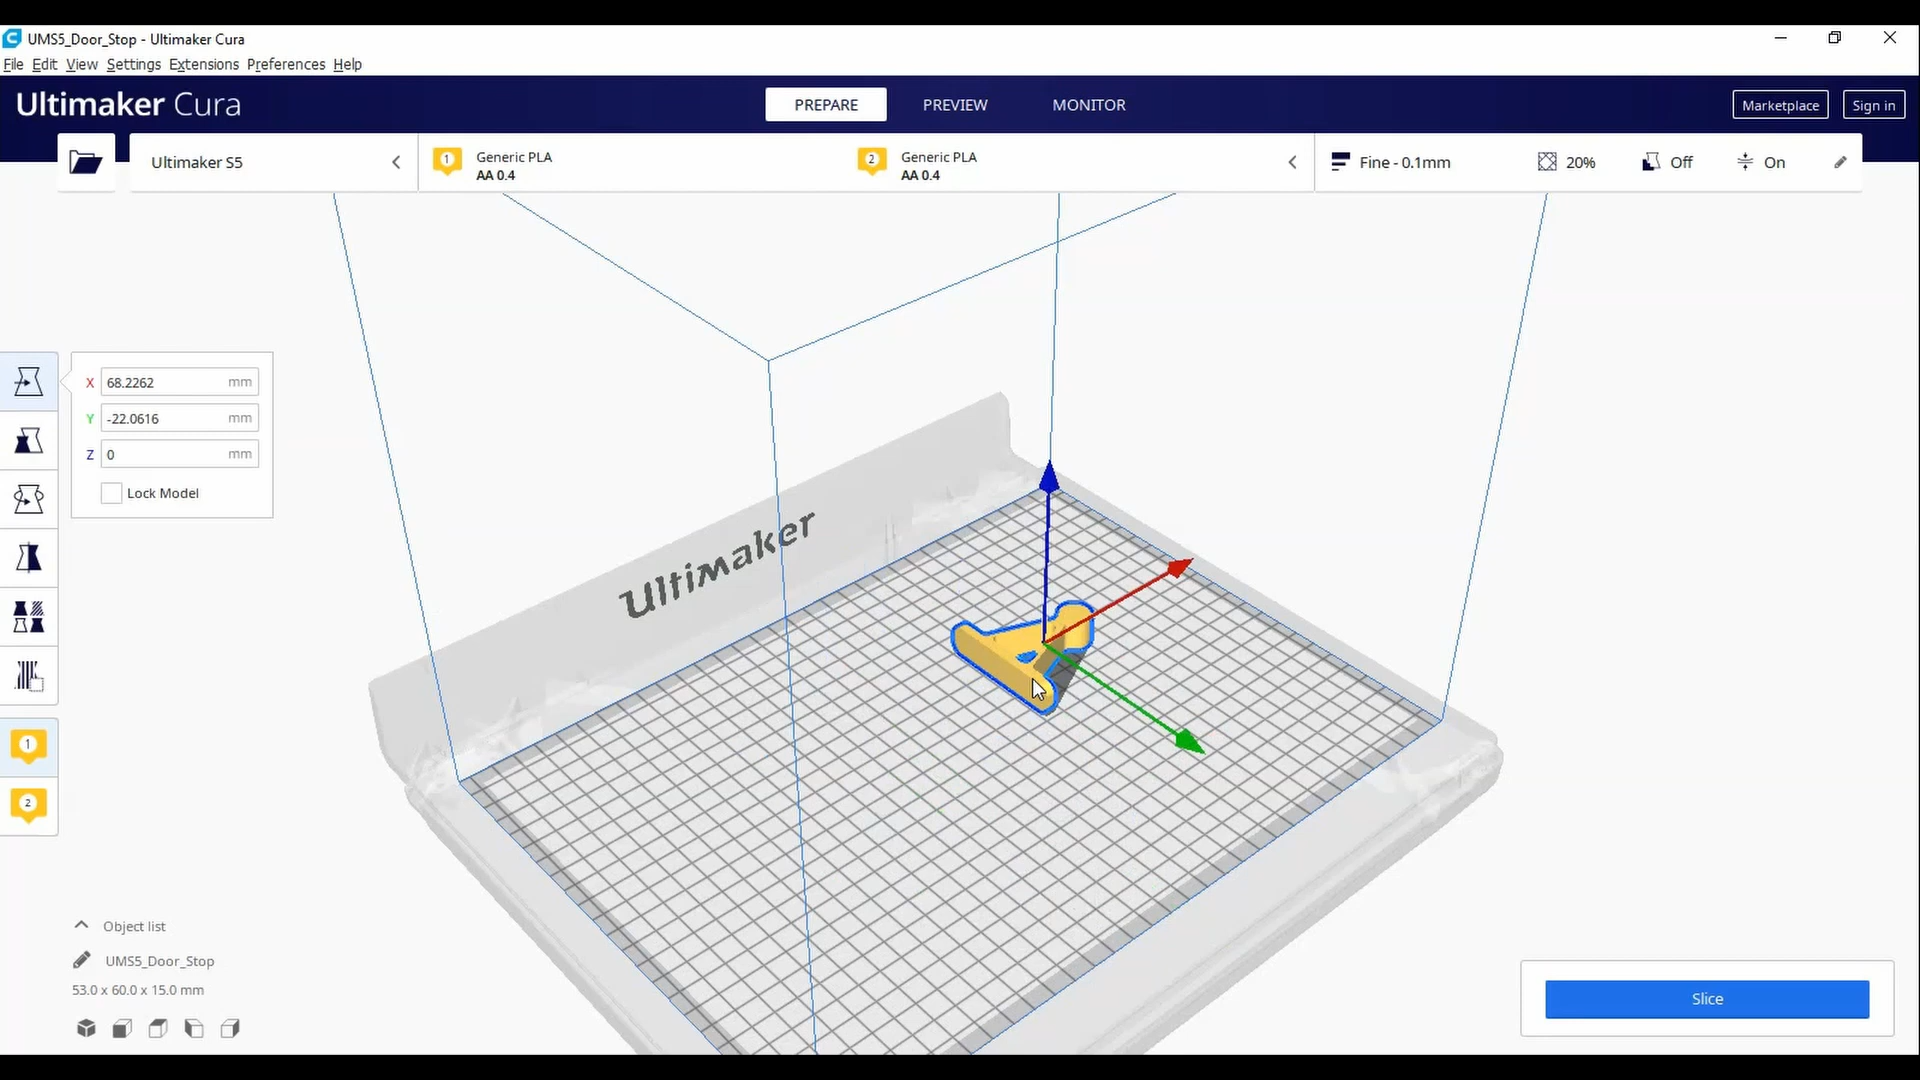 UMS5_Door_Stop - Ultimaker Cura
File Edit View Settings Extensions Preferences Help
Ultimaker Cura
PREPARE PREVIEW MONITOR
Marketplace Sign in
Ultimaker S5
1 Generic PLA
AA 0.4
2 Generic PLA
AA 0.4
Fine - 0.1mm 20% Off On
X 68.2262 mm
Y -22.0616 mm
Z 0 mm
Lock Model
Ultimaker
1
2
Object list
UMS5_Door_Stop
53.0 x 60.0 x 15.0 mm
Slice